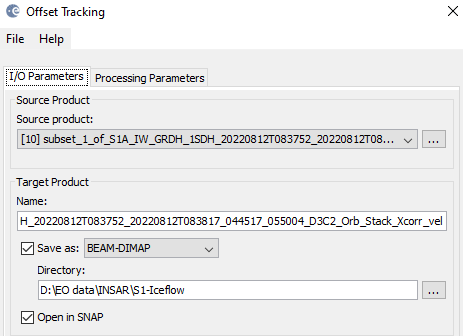 Offset Tracking
File Help
I/O Parameters Processing Parameters
Source Product
Source product:
[10] subset_1_of_S1A_IW_GRDH_1SDH_20220812T083752_20220812T08... ...
Target Product
Name:
H_20220812T083752_20220812T083817_044517_055004_D3C2_Orb_Stack_Xcorr_vel
Save as: BEAM-DIMAP
Directory:
D:\EO data\INSAR\S1-Iceflow ...
Open in SNAP